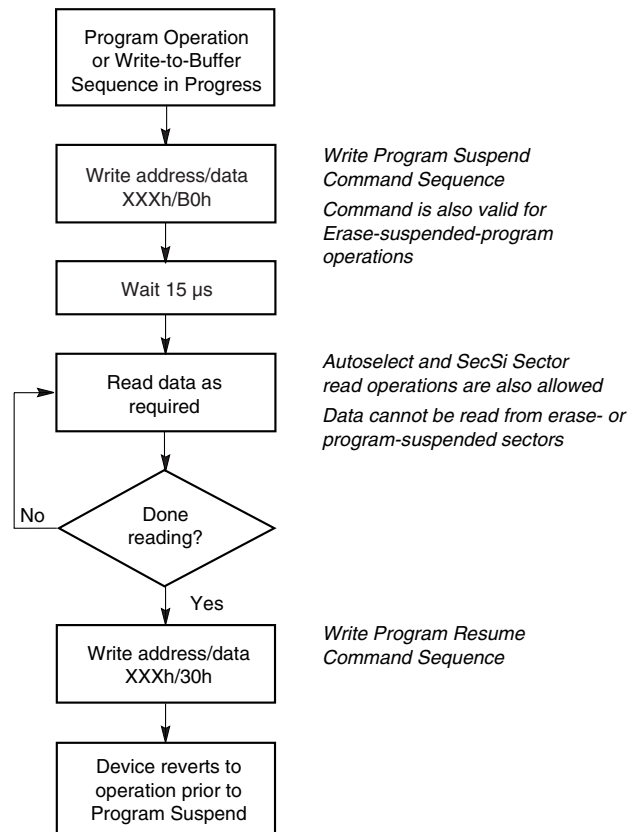 Program Operation
or Write-to-Buffer
Sequence in Progress
Write address/data
XXXh/B0h
Write Program Suspend
Command Sequence
Command is also valid for
Erase-suspended-program
operations
Wait 15 μs
Read data as
required
Autoselect and SecSi Sector
read operations are also allowed
Data cannot be read from erase- or
program-suspended sectors
No
Done
reading?
Yes
Write address/data
XXXh/30h
Write Program Resume
Command Sequence
Device reverts to
operation prior to
Program Suspend